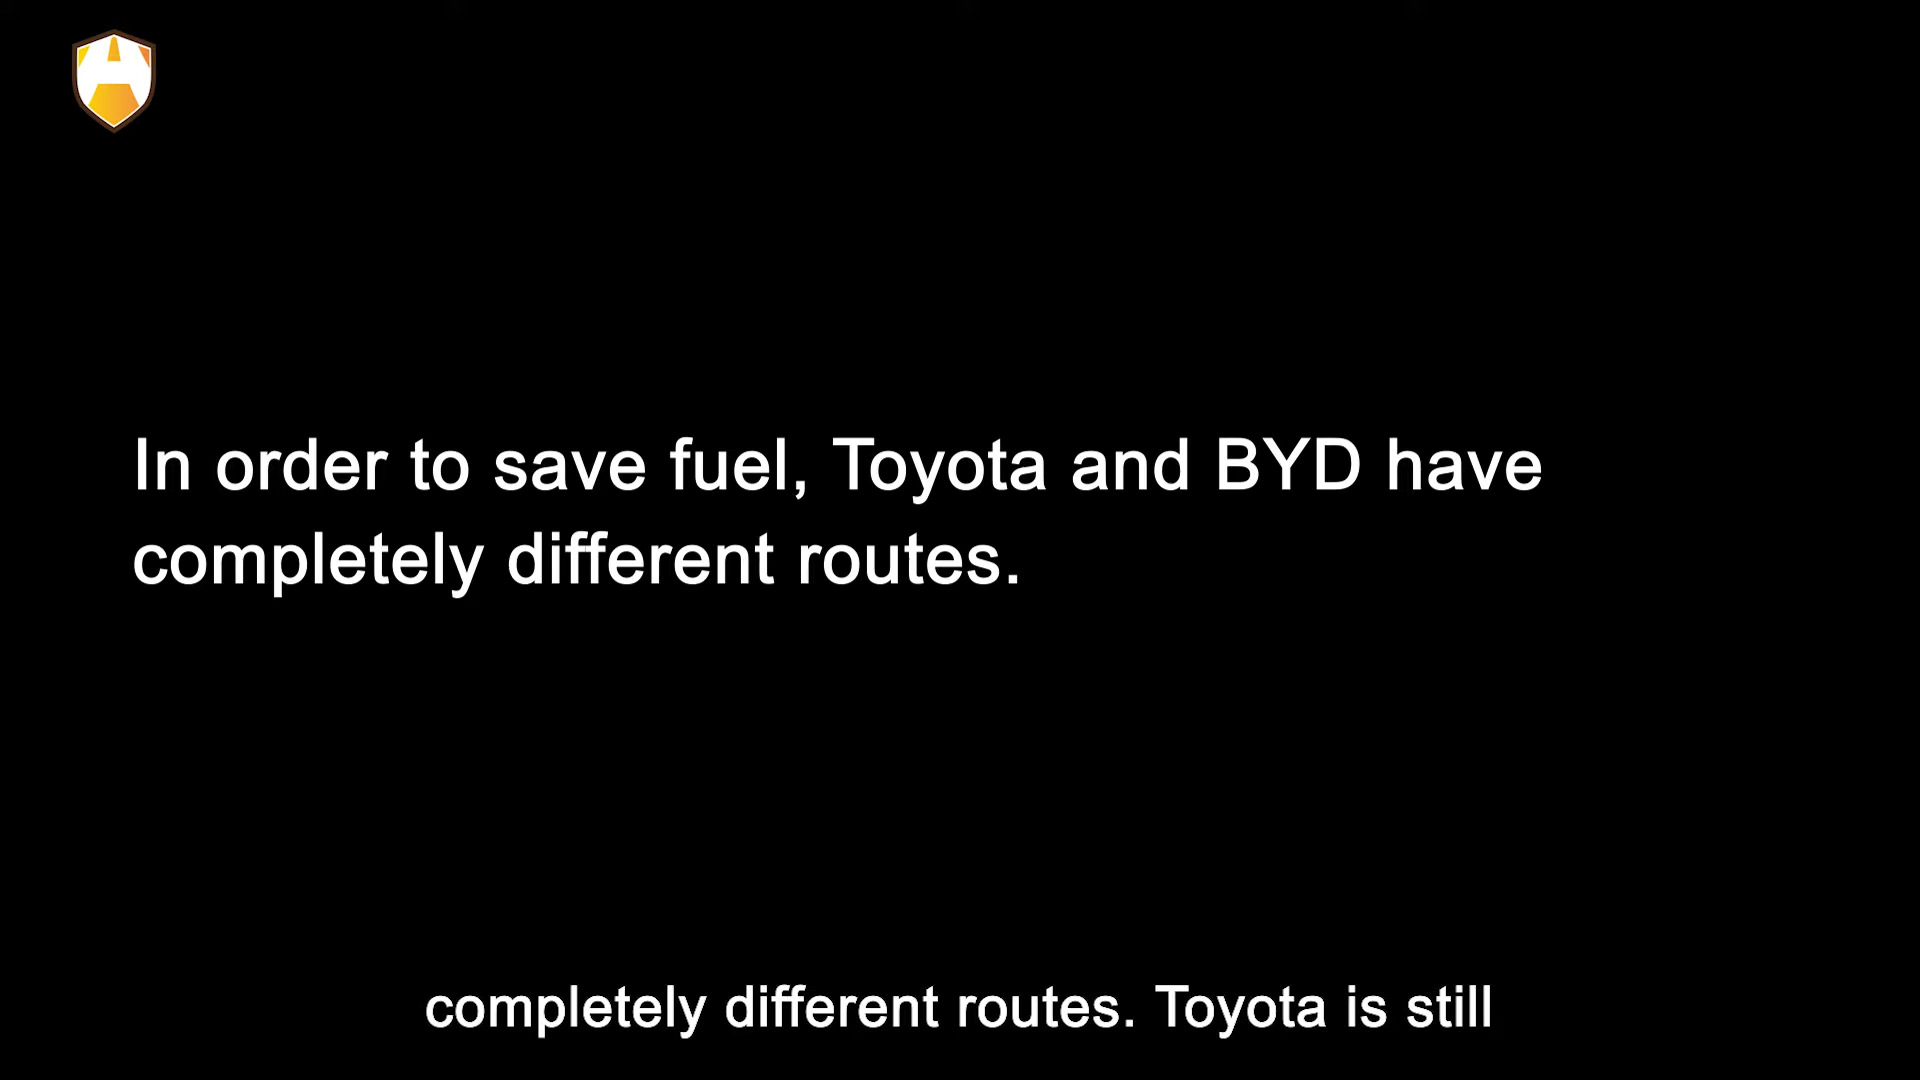 In order to save fuel, Toyota and BYD have
completely different routes.
completely different routes. Toyota is still